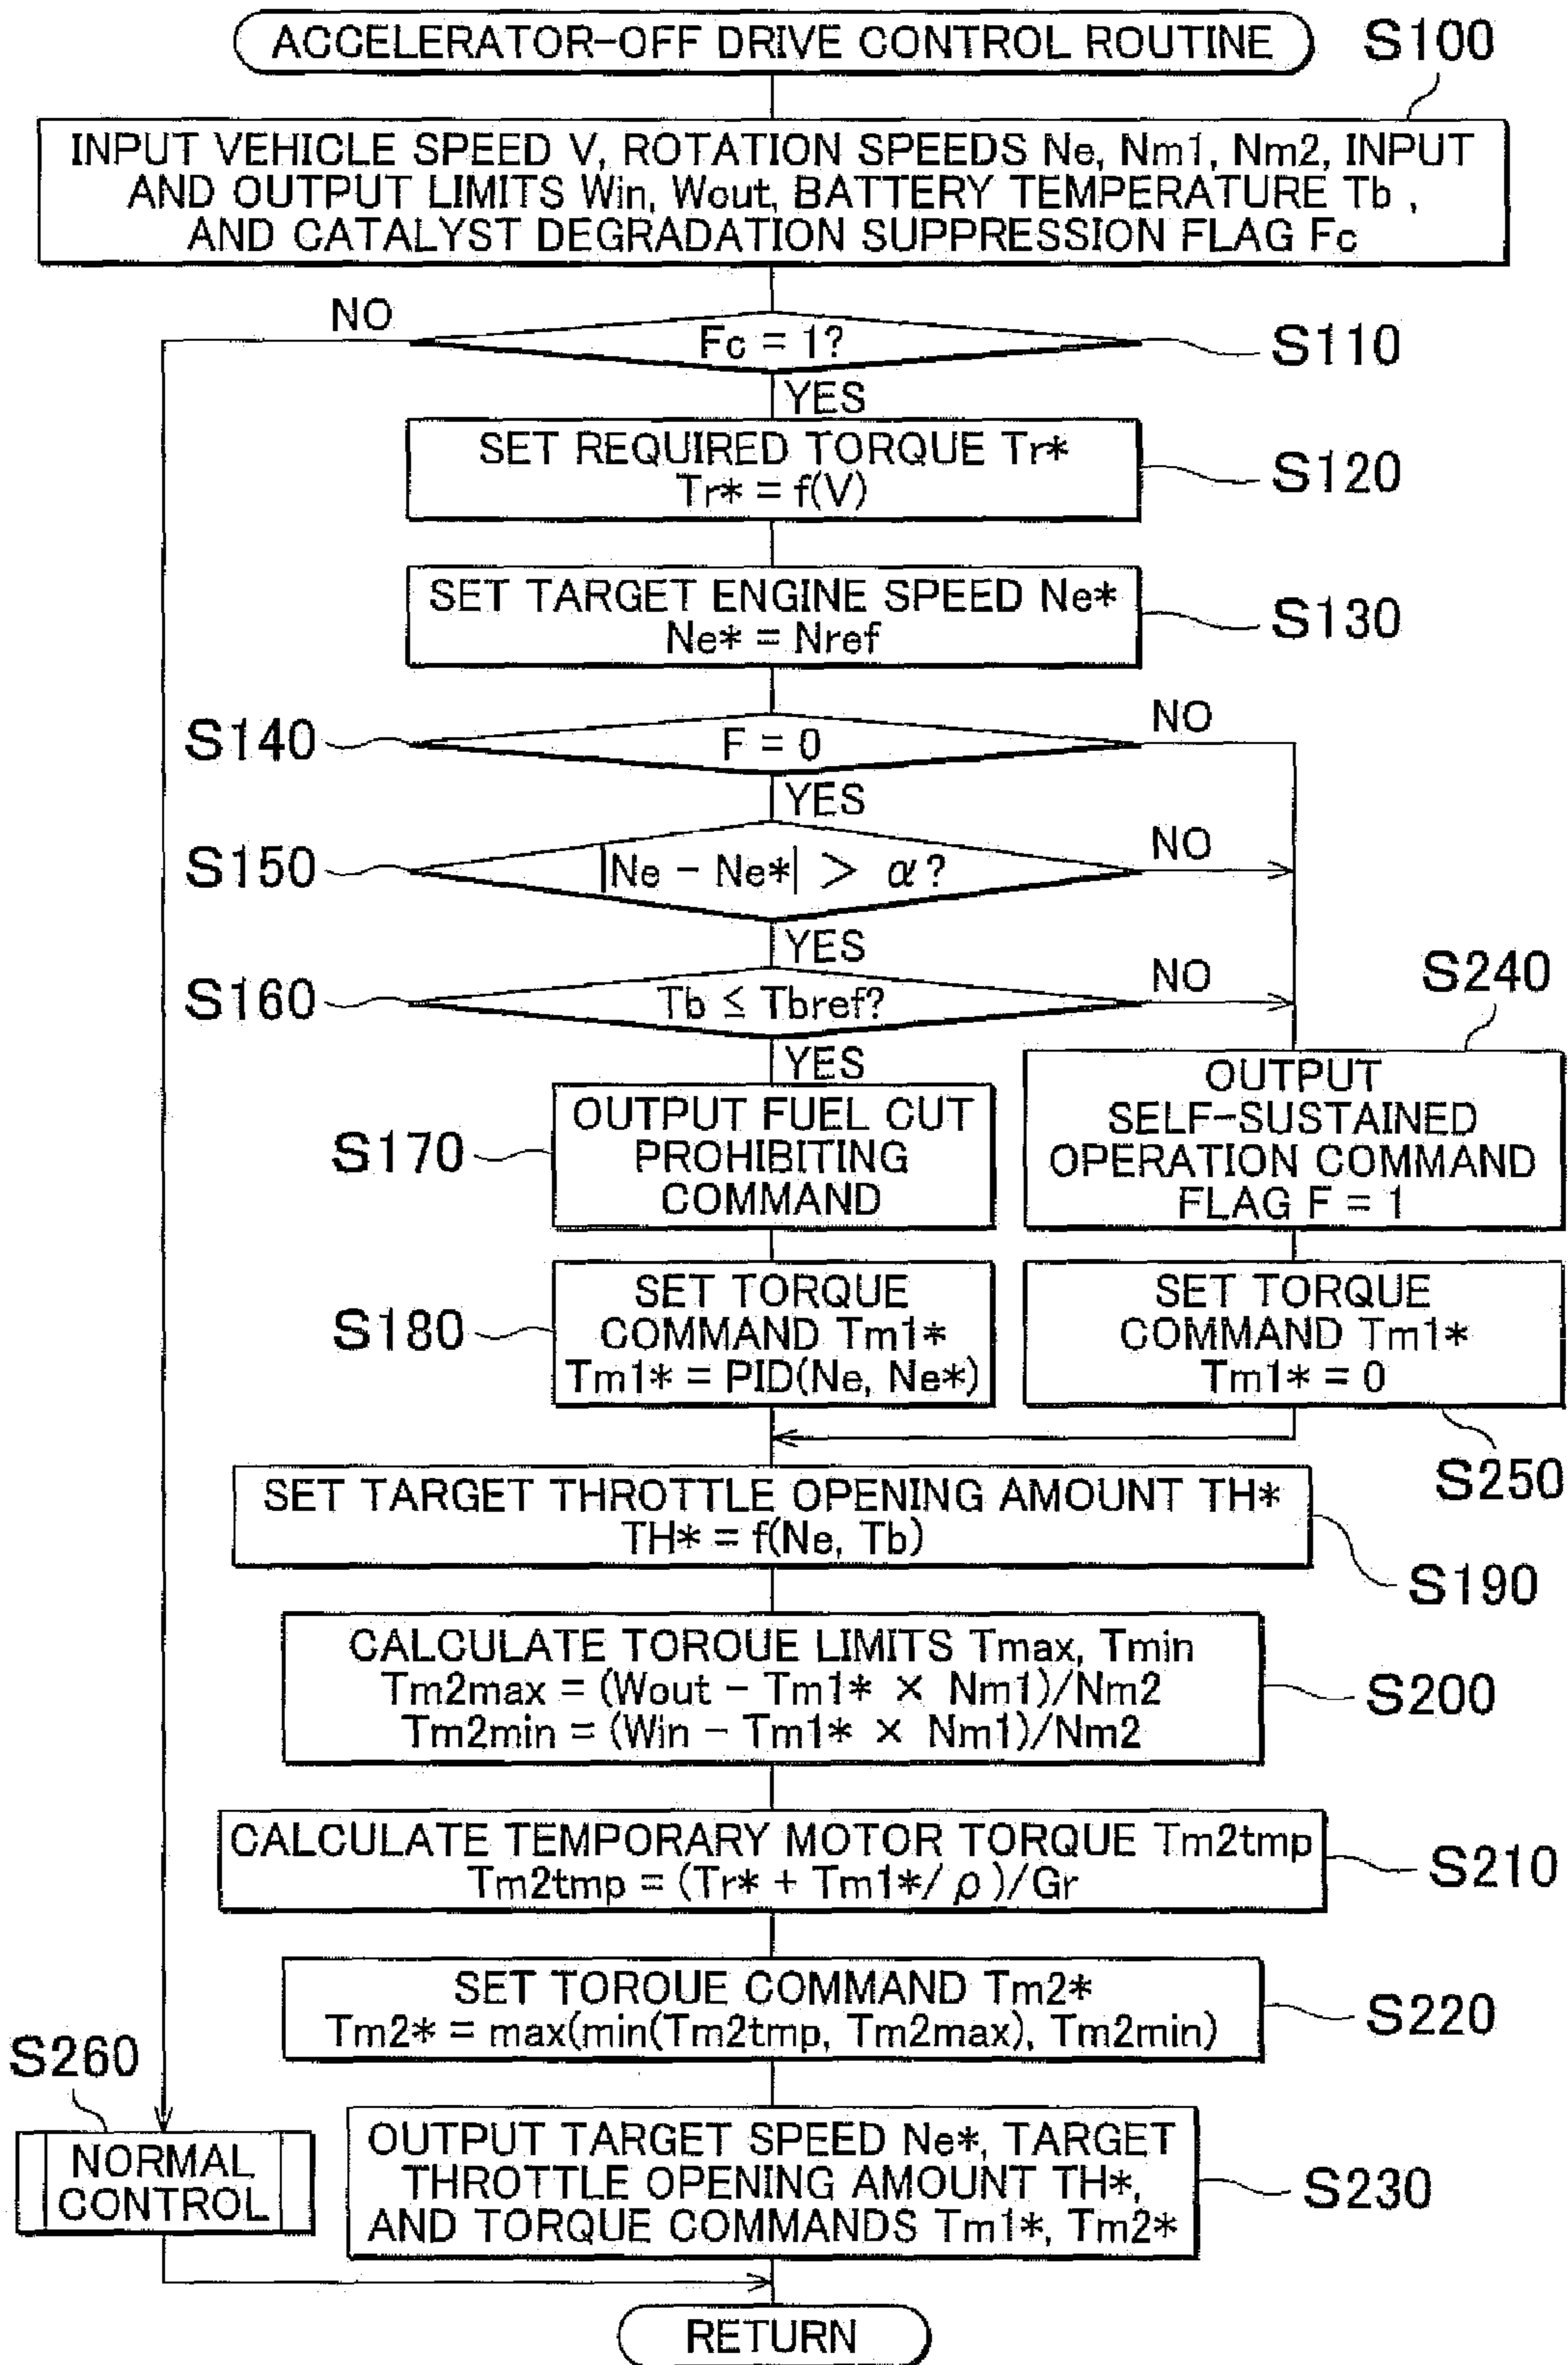 ACCELERATOR-OFF DRIVE CONTROL ROUTINE
S100
INPUT VEHICLE SPEED V, ROTATION SPEEDS Ne, Nm1, Nm2, INPUT
AND OUTPUT LIMITS Win, Wout, BATTERY TEMPERATURE Tb ,
AND CATALYST DEGRADATION SUPPRESSION FLAG Fc
NO
Fc = 1?
S110
YES
SET REQUIRED TORQUE Tr*
Tr* = f(V)
S120
SET TARGET ENGINE SPEED Ne*
Ne* = Nref
S130
S140
F = 0
NO
YES
S150
|Ne - Ne*| > α?
NO
YES
S160
Tb ≤ Tbref?
NO
YES
S240
OUTPUT
SELF-SUSTAINED
OPERATION COMMAND
FLAG F = 1
S170
OUTPUT FUEL CUT
PROHIBITING
COMMAND
S180
SET TORQUE
COMMAND Tm1*
Tm1* = PID(Ne, Ne*)
SET TORQUE
COMMAND Tm1*
Tm1* = 0
S250
SET TARGET THROTTLE OPENING AMOUNT TH*
TH* = f(Ne, Tb)
S190
CALCULATE TORQUE LIMITS Tmax, Tmin
Tm2max = (Wout - Tm1* × Nm1)/Nm2
Tm2min = (Win - Tm1* × Nm1)/Nm2
S200
CALCULATE TEMPORARY MOTOR TORQUE Tm2tmp
Tm2tmp = (Tr* + Tm1*/ρ)/Gr
S210
SET TORQUE COMMAND Tm2*
Tm2* = max(min(Tm2tmp, Tm2max), Tm2min)
S220
S260
NORMAL
CONTROL
OUTPUT TARGET SPEED Ne*, TARGET
THROTTLE OPENING AMOUNT TH*,
AND TORQUE COMMANDS Tm1*, Tm2*
S230
RETURN